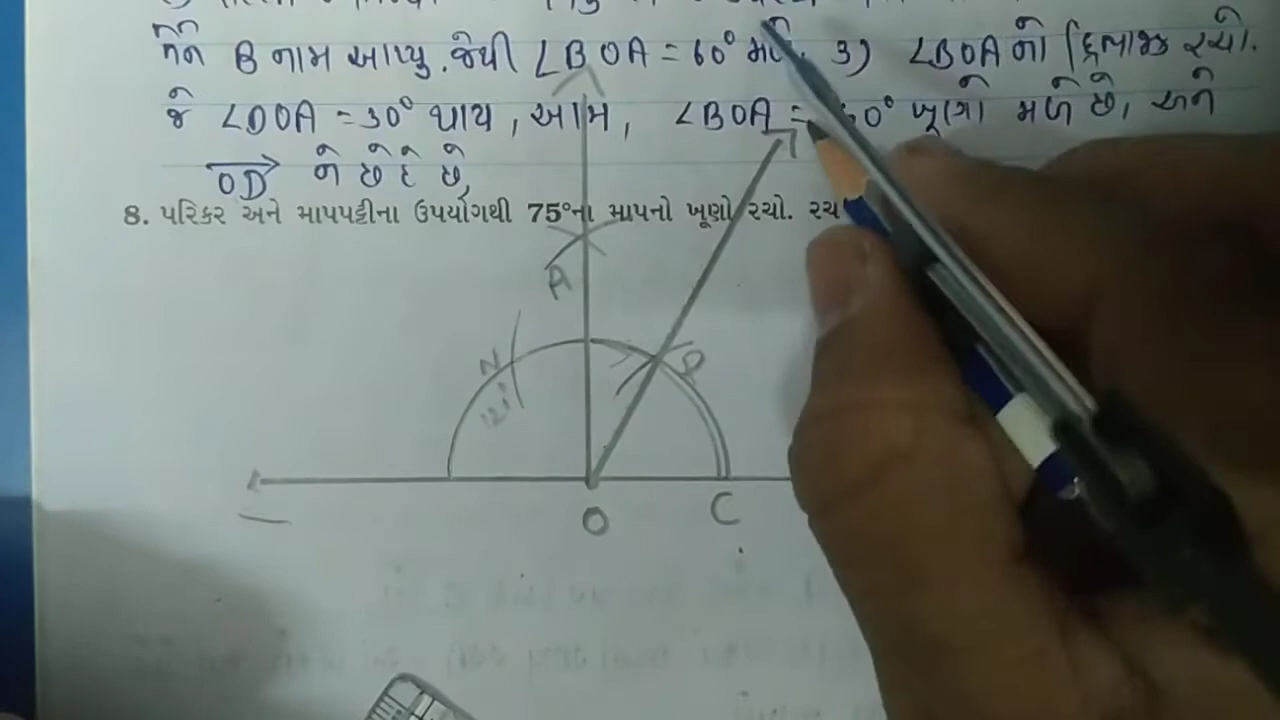 તેને B નામ આપ્યુ. જેથી ∠BOA = 60° મળે. 3) ∠BOA નો દ્વિભાજક રચો.
જે ∠DOA = 30° થાય, આમ, ∠BOA = 60° ખૂણો મળે છે, અને
OD ને છેદે છે,
8. પરિકર અને માપપટ્ટીના ઉપયોગથી 75°ના માપનો ખૂણો રચો.
A
N
120°
O
C